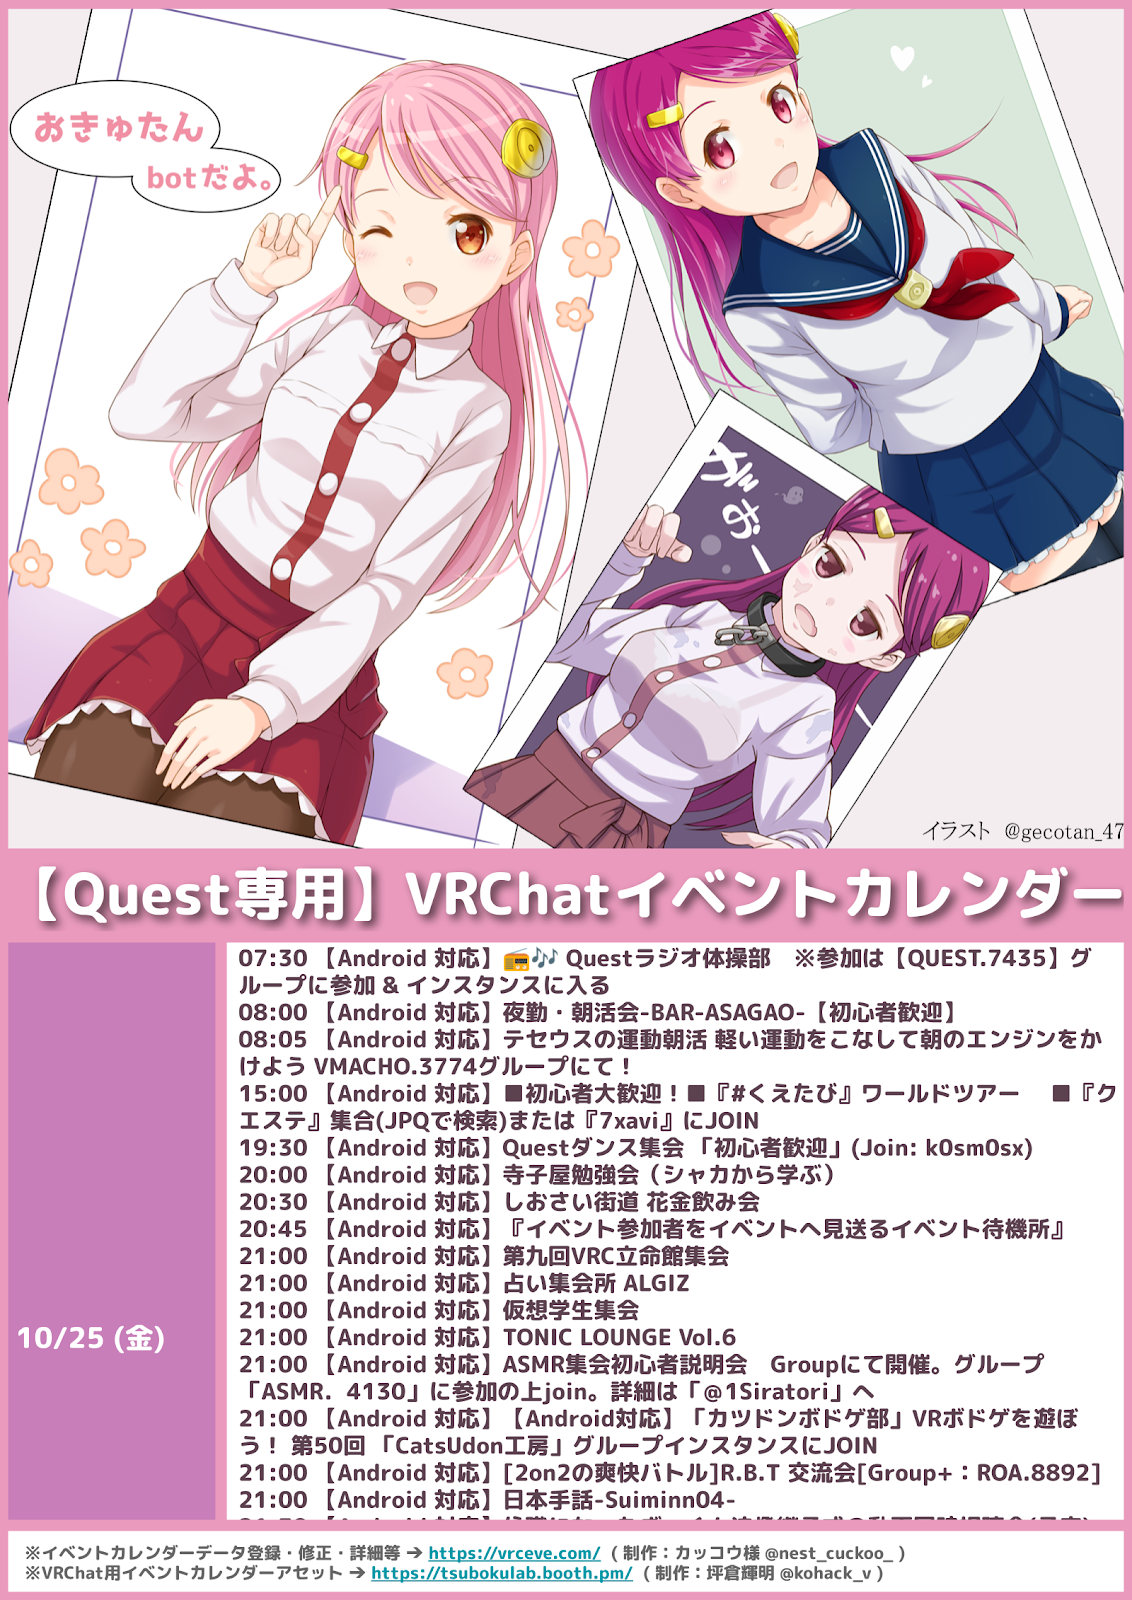 おきゅたん
botだよ。
がおー
イラスト @gecotan_47
【Quest専用】VRChatイベントカレンダー
10/25 (金)
07:30 【Android 対応】📻🎶 Questラジオ体操部　※参加は【QUEST.7435】グ
ループに参加 & インスタンスに入る
08:00 【Android 対応】夜勤・朝活会-BAR-ASAGAO-【初心者歓迎】
08:05 【Android 対応】テセウスの運動朝活 軽い運動をこなして朝のエンジンをか
けよう VMACHO.3774グループにて！
15:00 【Android 対応】■初心者大歓迎！■『#くえたび』ワールドツアー　■『ク
エステ』集合(JPQで検索)または『7xavi』にJOIN
19:30 【Android 対応】Questダンス集会 「初心者歓迎」(Join: k0sm0sx)
20:00 【Android 対応】寺子屋勉強会（シャカから学ぶ）
20:30 【Android 対応】しおさい街道 花金飲み会
20:45 【Android 対応】『イベント参加者をイベントへ見送るイベント待機所』
21:00 【Android 対応】第九回VRC立命館集会
21:00 【Android 対応】占い集会所 ALGIZ
21:00 【Android 対応】仮想学生集会
21:00 【Android 対応】TONIC LOUNGE Vol.6
21:00 【Android 対応】ASMR集会初心者説明会　Groupにて開催。グループ
「ASMR．4130」に参加の上join。詳細は「@1Siratori」へ
21:00 【Android 対応】【Android対応】「カツドンボドゲ部」VRボドゲを遊ぼ
う！ 第50回 「CatsUdon工房」グループインスタンスにJOIN
21:00 【Android 対応】[2on2の爽快バトル]R.B.T 交流会[Group+：ROA.8892]
21:00 【Android 対応】日本手話-Suiminn04-
※イベントカレンダーデータ登録・修正・詳細等 → https://vrceve.com/ ( 制作：カッコウ様 @nest_cuckoo_ )
※VRChat用イベントカレンダーアセット → https://tsubokulab.booth.pm/ ( 制作：坪倉輝明 @kohack_v )